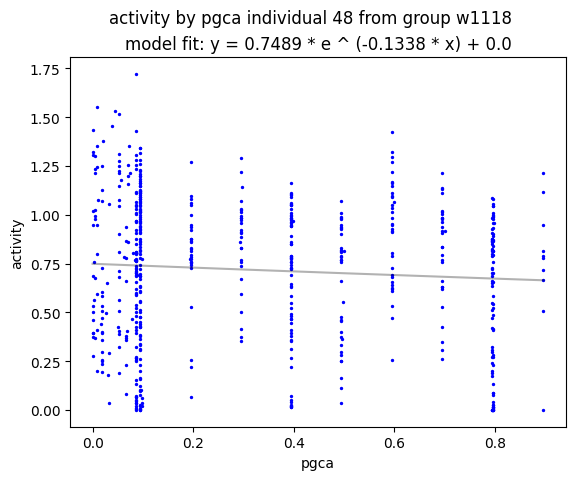 activity by pgca individual 48 from group w1118
model fit: y = 0.7489 * e ^ (-0.1338 * x) + 0.0
1.75
1.50
1.25
1.00
0.75
0.50
0.25
0.00
activity
0.0 0.2 0.4 0.6 0.8
pgca